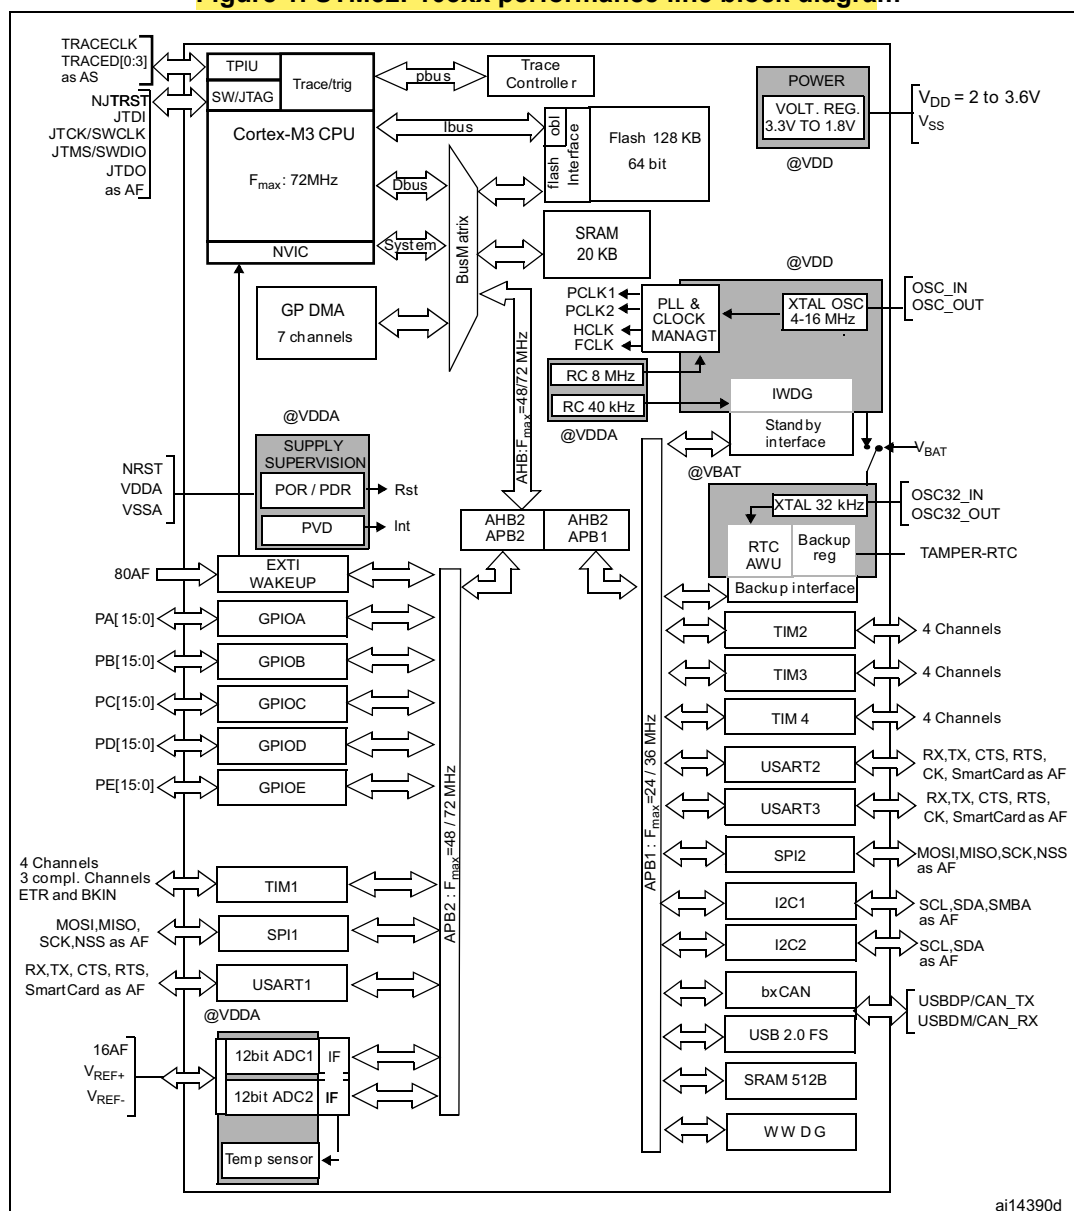 Figure 1. STM32F103xx performance line block diagram
TRACECLK
TRACED[0:3]
as AS
NJTRST
JTDI
JTCK/SWCLK
JTMS/SWDIO
JTDO
as AF
TPIU
SW/JTAG
Trace/trig
Cortex-M3 CPU
Fmax: 72MHz
NVIC
pbus
Trace
Controller
Ibus
Dbus
System
BusMatrix
obl
flash
Interface
Flash 128 KB
64 bit
SRAM
20 KB
POWER
VOLT. REG.
3.3V TO 1.8V
@VDD
VDD = 2 to 3.6V
VSS
GP DMA
7 channels
AHB:Fmax=48/72 MHz
PCLK1
PCLK2
HCLK
FCLK
PLL &
CLOCK
MANAGT
@VDD
XTAL OSC
4-16 MHz
OSC_IN
OSC_OUT
RC 8 MHz
RC 40 kHz
@VDDA
IWDG
Standby
interface
@VBAT
VBAT
@VDDA
SUPPLY
SUPERVISION
POR / PDR
PVD
Rst
Int
NRST
VDDA
VSSA
AHB2
APB2
AHB2
APB1
XTAL 32 kHz
OSC32_IN
OSC32_OUT
RTC
AWU
Backup
reg
TAMPER-RTC
Backup interface
80AF
EXTI
WAKEUP
PA[15:0]
GPIOA
PB[15:0]
GPIOB
PC[15:0]
GPIOC
PD[15:0]
GPIOD
PE[15:0]
GPIOE
4 Channels
3 compl. Channels
ETR and BKIN
TIM1
MOSI,MISO,
SCK,NSS as AF
SPI1
RX,TX, CTS, RTS,
SmartCard as AF
USART1
@VDDA
16AF
VREF+
VREF-
12bit ADC1
IF
12bit ADC2
IF
Temp sensor
APB2 : Fmax=48 / 72 MHz
APB1 : Fmax=24 / 36 MHz
TIM2
4 Channels
TIM3
4 Channels
TIM 4
4 Channels
USART2
RX,TX, CTS, RTS,
CK, SmartCard as AF
USART3
RX,TX, CTS, RTS,
CK, SmartCard as AF
SPI2
MOSI,MISO,SCK,NSS
as AF
I2C1
SCL,SDA,SMBA
as AF
I2C2
SCL,SDA
as AF
bxCAN
USBDP/CAN_TX
USBDM/CAN_RX
USB 2.0 FS
SRAM 512B
WWDG
ai14390d